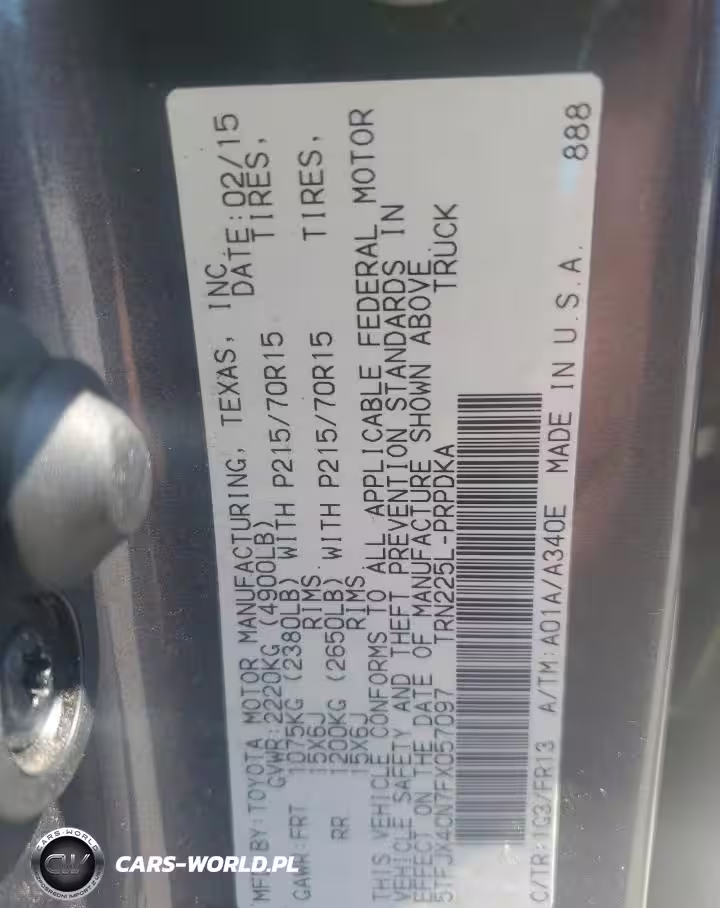 MFD BY: TOYOTA MOTOR MANUFACTURING, TEXAS, INC.
GVWR: 2220KG (4900LB) DATE: 02/15
GAWR: FRT 1075KG (2380LB) WITH P215/70R15 TIRES,
15X6J RIMS
RR 1200KG (2650LB) WITH P215/70R15 TIRES,
15X6J RIMS
THIS VEHICLE CONFORMS TO ALL APPLICABLE FEDERAL MOTOR
VEHICLE SAFETY AND THEFT PREVENTION STANDARDS IN
EFFECT ON THE DATE OF MANUFACTURE SHOWN ABOVE.
5TFJX4CN7FX057097 TRN225L-PRPDKA TRUCK
C/TR: 1G3/FR13 A/TM: A01A/A340E MADE IN U.S.A. 888
CARS-WORLD
CW
CARS-WORLD.PL